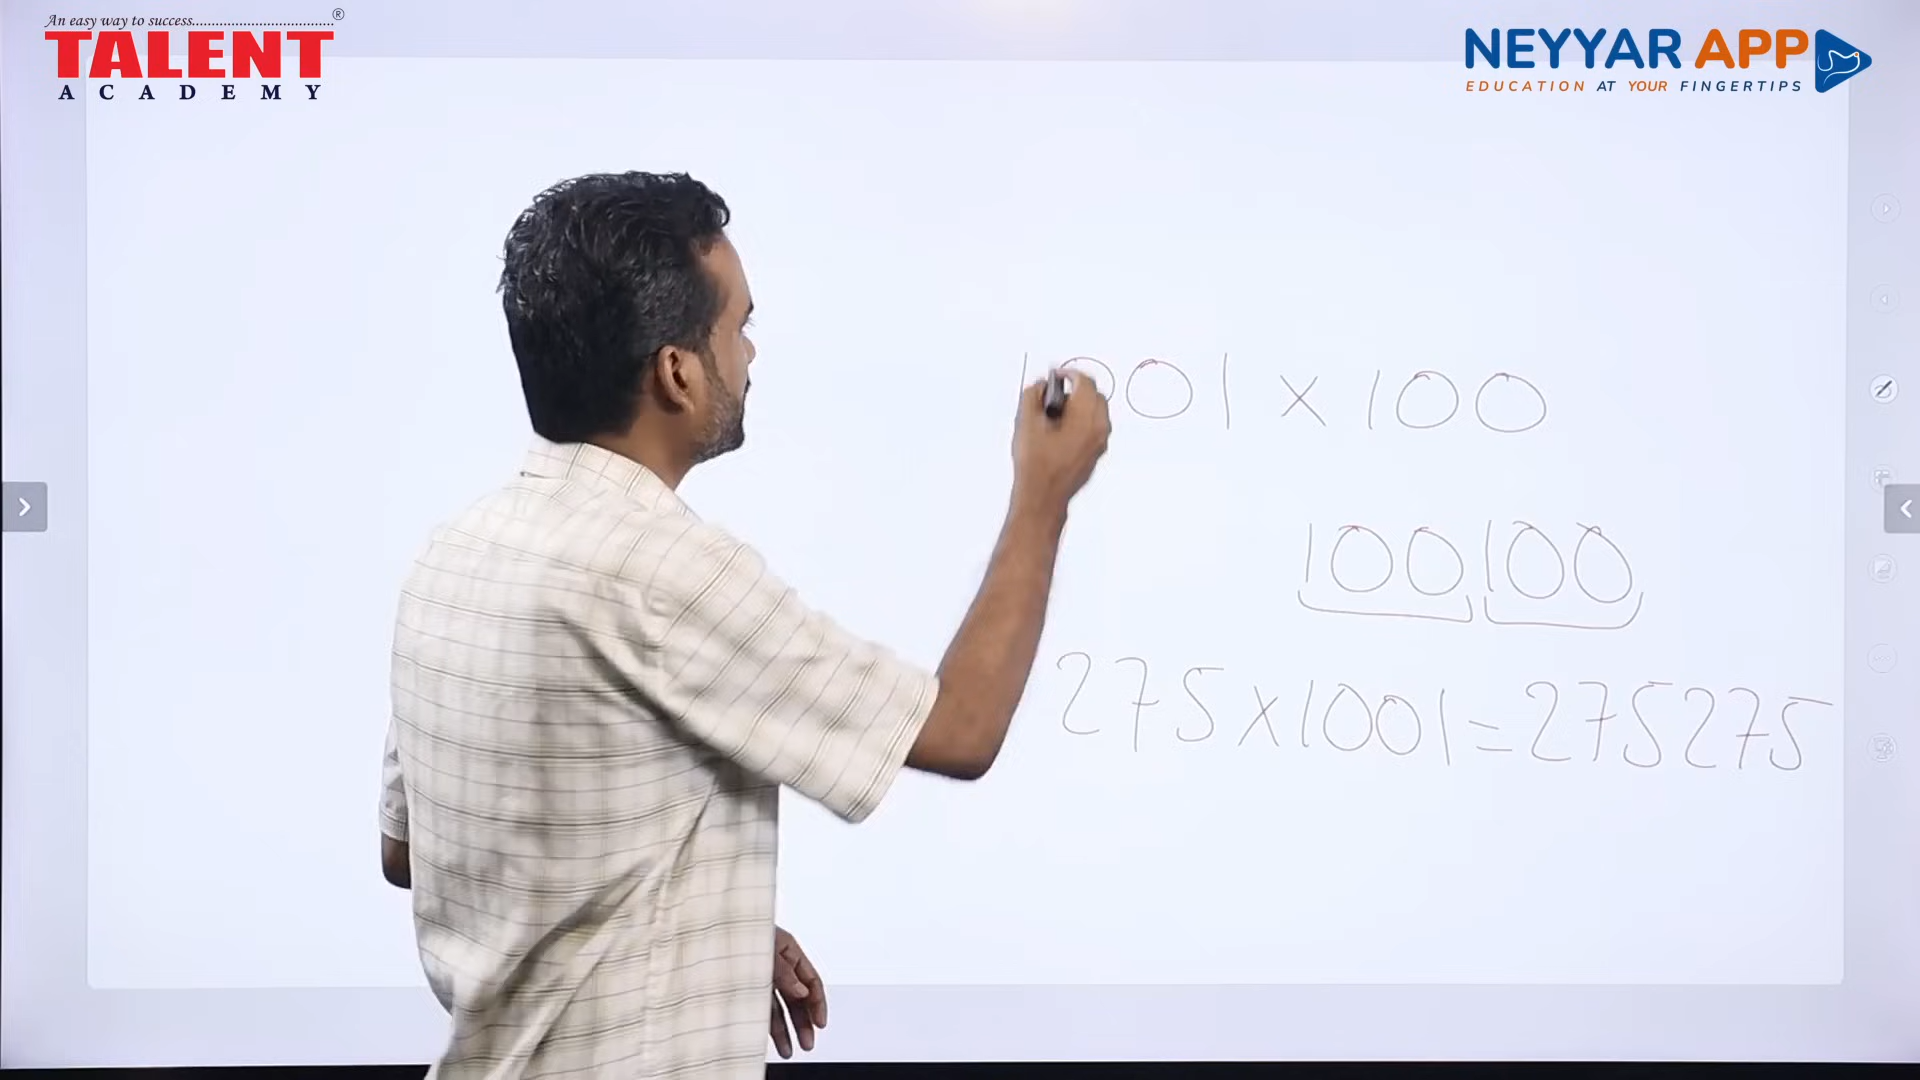 An easy way to success....................................®
TALENT
ACADEMY
NEYYAR APP
EDUCATION AT YOUR FINGERTIPS
1001 × 100
100100
275×1001=275275